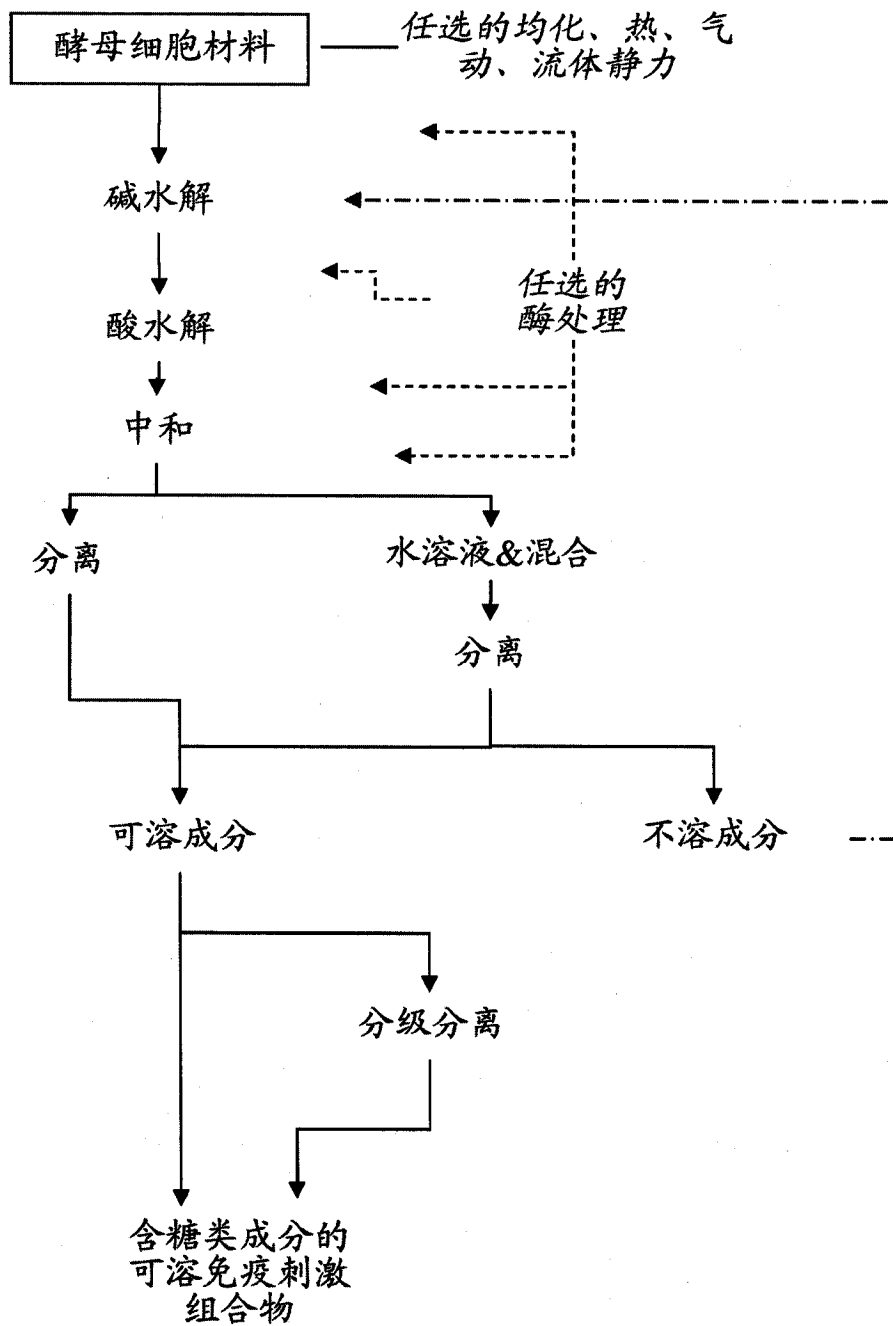 酵母细胞材料
任选的均化、热、气
动、流体静力
碱水解
任选的
酶处理
酸水解
中和
分离
水溶液&混合
分离
可溶成分
不溶成分
分级分离
含糖类成分的
可溶免疫刺激
组合物